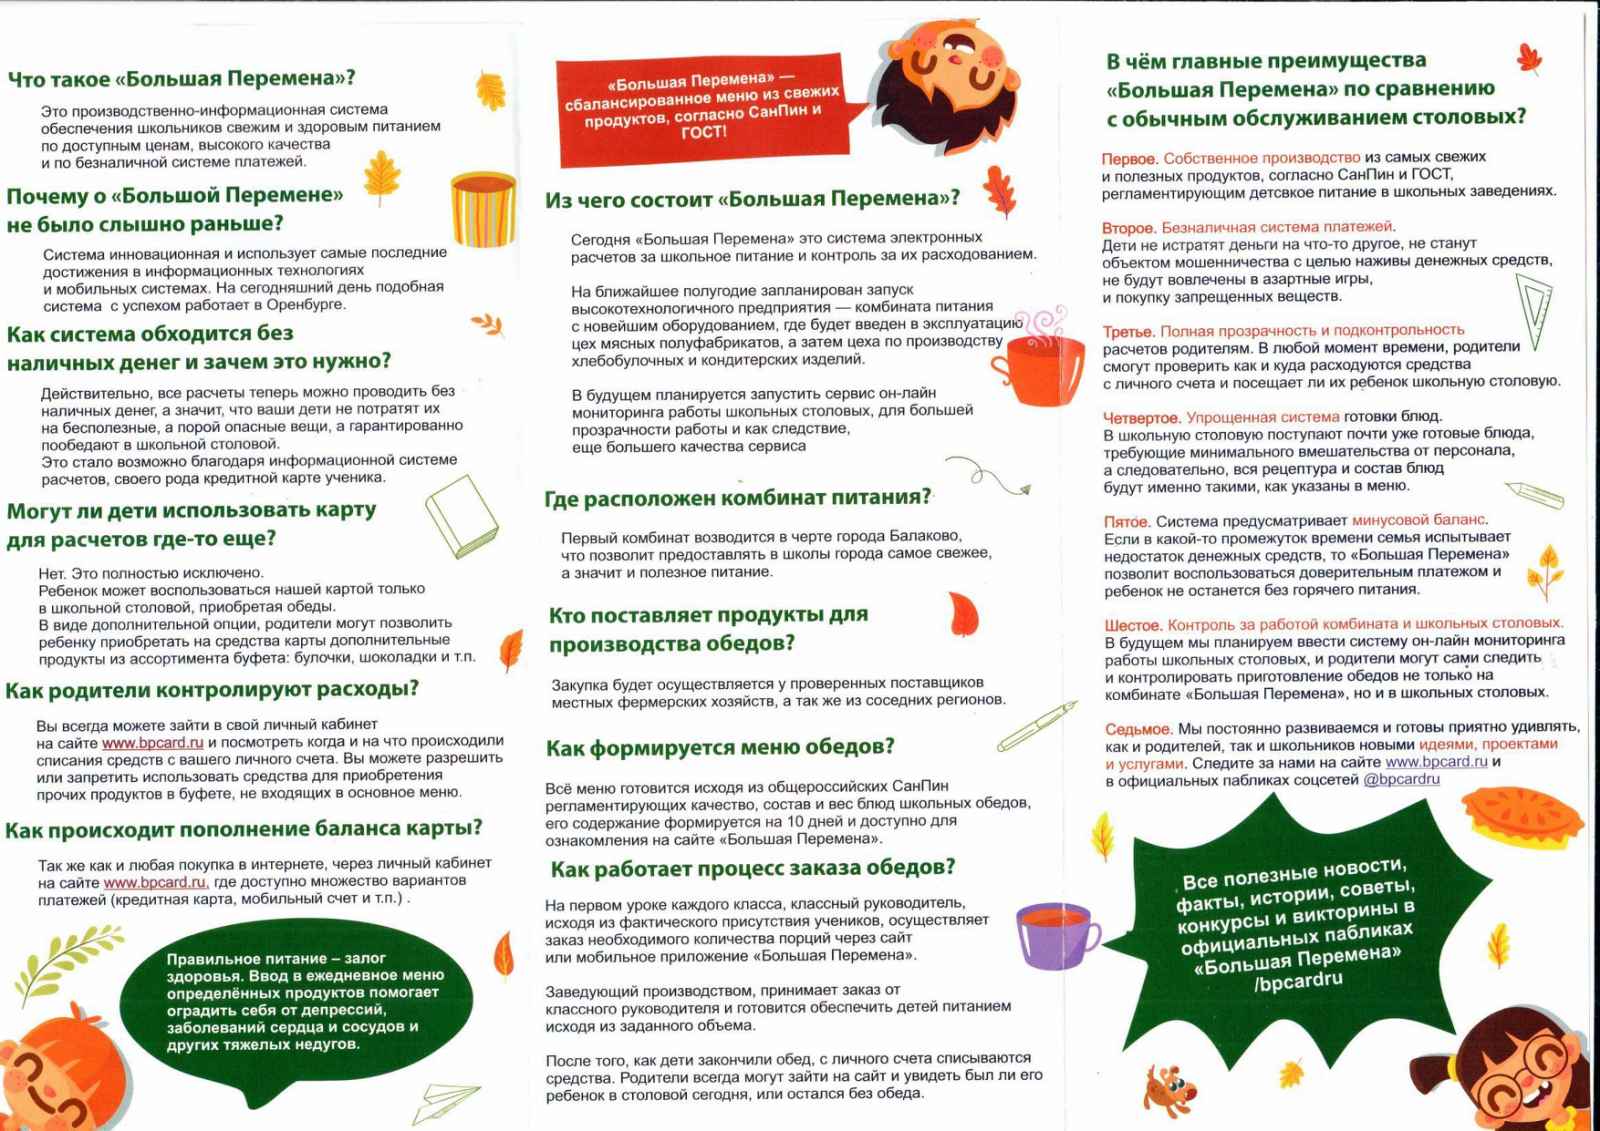 Что такое «Большая Перемена»?
Это производственно-информационная система
обеспечения школьников свежим и здоровым питанием
по доступным ценам, высокого качества
и по безналичной системе платежей.
Почему о «Большой Перемене»
не было слышно раньше?
Система инновационная и использует самые последние
достижения в информационных технологиях
и мобильных системах. На сегодняшний день подобная
система с успехом работает в Оренбурге.
Как система обходится без
наличных денег и зачем это нужно?
Действительно, все расчеты теперь можно проводить без
наличных денег, а значит, что ваши дети не потратят их
на бесполезные, а порой опасные вещи, а гарантированно
пообедают в школьной столовой.
Это стало возможно благодаря информационной системе
расчетов, своего рода кредитной карте ученика.
Могут ли дети использовать карту
для расчетов где-то еще?
Нет. Это полностью исключено.
Ребенок может воспользоваться нашей картой только
в школьной столовой, приобретая обеды.
В виде дополнительной опции, родители могут позволить
ребенку приобретать на средства карты дополнительные
продукты из ассортимента буфета: булочки, шоколадки и т.п.
Как родители контролируют расходы?
Вы всегда можете зайти в свой личный кабинет
на сайте www.bpcard.ru и посмотреть когда и на что происходили
списания средств с вашего личного счета. Вы можете разрешить
или запретить использовать средства для приобретения
прочих продуктов в буфете, не входящих в основное меню.
Как происходит пополнение баланса карты?
Так же как и любая покупка в интернете, через личный кабинет
на сайте www.bpcard.ru, где доступно множество вариантов
платежей (кредитная карта, мобильный счет и т.п.) .
Правильное питание – залог
здоровья. Ввод в ежедневное меню
определённых продуктов помогает
оградить себя от депрессий,
заболеваний сердца и сосудов и
других тяжелых недугов.
«Большая Перемена» —
сбалансированное меню из свежих
продуктов, согласно СанПин и
ГОСТ!
Из чего состоит «Большая Перемена»?
Сегодня «Большая Перемена» это система электронных
расчетов за школьное питание и контроль за их расходованием.
На ближайшее полугодие запланирован запуск
высокотехнологичного предприятия — комбината питания
с новейшим оборудованием, где будет введен в эксплуатацию
цех мясных полуфабрикатов, а затем цеха по производству
хлебобулочных и кондитерских изделий.
В будущем планируется запустить сервис он-лайн
мониторинга работы школьных столовых, для большей
прозрачности работы и как следствие,
еще большего качества сервиса
Где расположен комбинат питания?
Первый комбинат возводится в черте города Балаково,
что позволит предоставлять в школы города самое свежее,
а значит и полезное питание.
Кто поставляет продукты для
производства обедов?
Закупка будет осуществляется у проверенных поставщиков
местных фермерских хозяйств, а так же из соседних регионов.
Как формируется меню обедов?
Всё меню готовится исходя из общероссийских СанПин
регламентирующих качество, состав и вес блюд школьных обедов,
его содержание формируется на 10 дней и доступно для
ознакомления на сайте «Большая Перемена».
Как работает процесс заказа обедов?
На первом уроке каждого класса, классный руководитель,
исходя из фактического присутствия учеников, осуществляет
заказ необходимого количества порций через сайт
или мобильное приложение «Большая Перемена».
Заведующий производством, принимает заказ от
классного руководителя и готовится обеспечить детей питанием
исходя из заданного объема.
После того, как дети закончили обед, с личного счета списываются
средства. Родители всегда могут зайти на сайт и увидеть был ли его
ребенок в столовой сегодня, или остался без обеда.
В чём главные преимущества
«Большая Перемена» по сравнению
с обычным обслуживанием столовых?
Первое. Собственное производство из самых свежих
и полезных продуктов, согласно СанПин и ГОСТ,
регламентирующим детсвкое питание в школьных заведениях.
Второе. Безналичная система платежей.
Дети не истратят деньги на что-то другое, не станут
объектом мошенничества с целью наживы денежных средств,
не будут вовлечены в азартные игры,
и покупку запрещенных веществ.
Третье. Полная прозрачность и подконтрольность
расчетов родителям. В любой момент времени, родители
смогут проверить как и куда расходуются средства
с личного счета и посещает ли их ребенок школьную столовую.
Четвертое. Упрощенная система готовки блюд.
В школьную столовую поступают почти уже готовые блюда,
требующие минимального вмешательства от персонала,
а следовательно, вся рецептура и состав блюд
будут именно такими, как указаны в меню.
Пятое. Система предусматривает минусовой баланс.
Если в какой-то промежуток времени семья испытывает
недостаток денежных средств, то «Большая Перемена»
позволит воспользоваться доверительным платежом и
ребенок не останется без горячего питания.
Шестое. Контроль за работой комбината и школьных столовых.
В будущем мы планируем ввести систему он-лайн мониторинга
работы школьных столовых, и родители могут сами следить
и контролировать приготовление обедов не только на
комбинате «Большая Перемена», но и в школьных столовых.
Седьмое. Мы постоянно развиваемся и готовы приятно удивлять,
как и родителей, так и школьников новыми идеями, проектами
и услугами. Следите за нами на сайте www.bpcard.ru и
в официальных пабликах соцсетей @bpcardru
Все полезные новости,
факты, истории, советы,
конкурсы и викторины в
официальных пабликах
«Большая Перемена»
/bpcardru